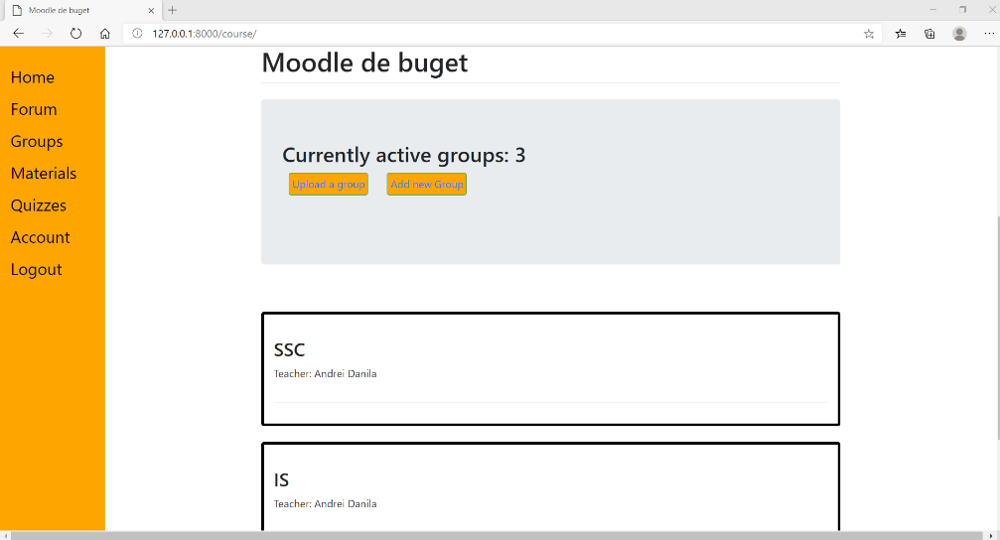 Moodle de buget
127.0.0.1:8000/course/
Home
Forum
Groups
Materials
Quizzes
Account
Logout
Moodle de buget
Currently active groups: 3
Upload a group Add new Group
SSC
Teacher: Andrei Danila
IS
Teacher: Andrei Danila